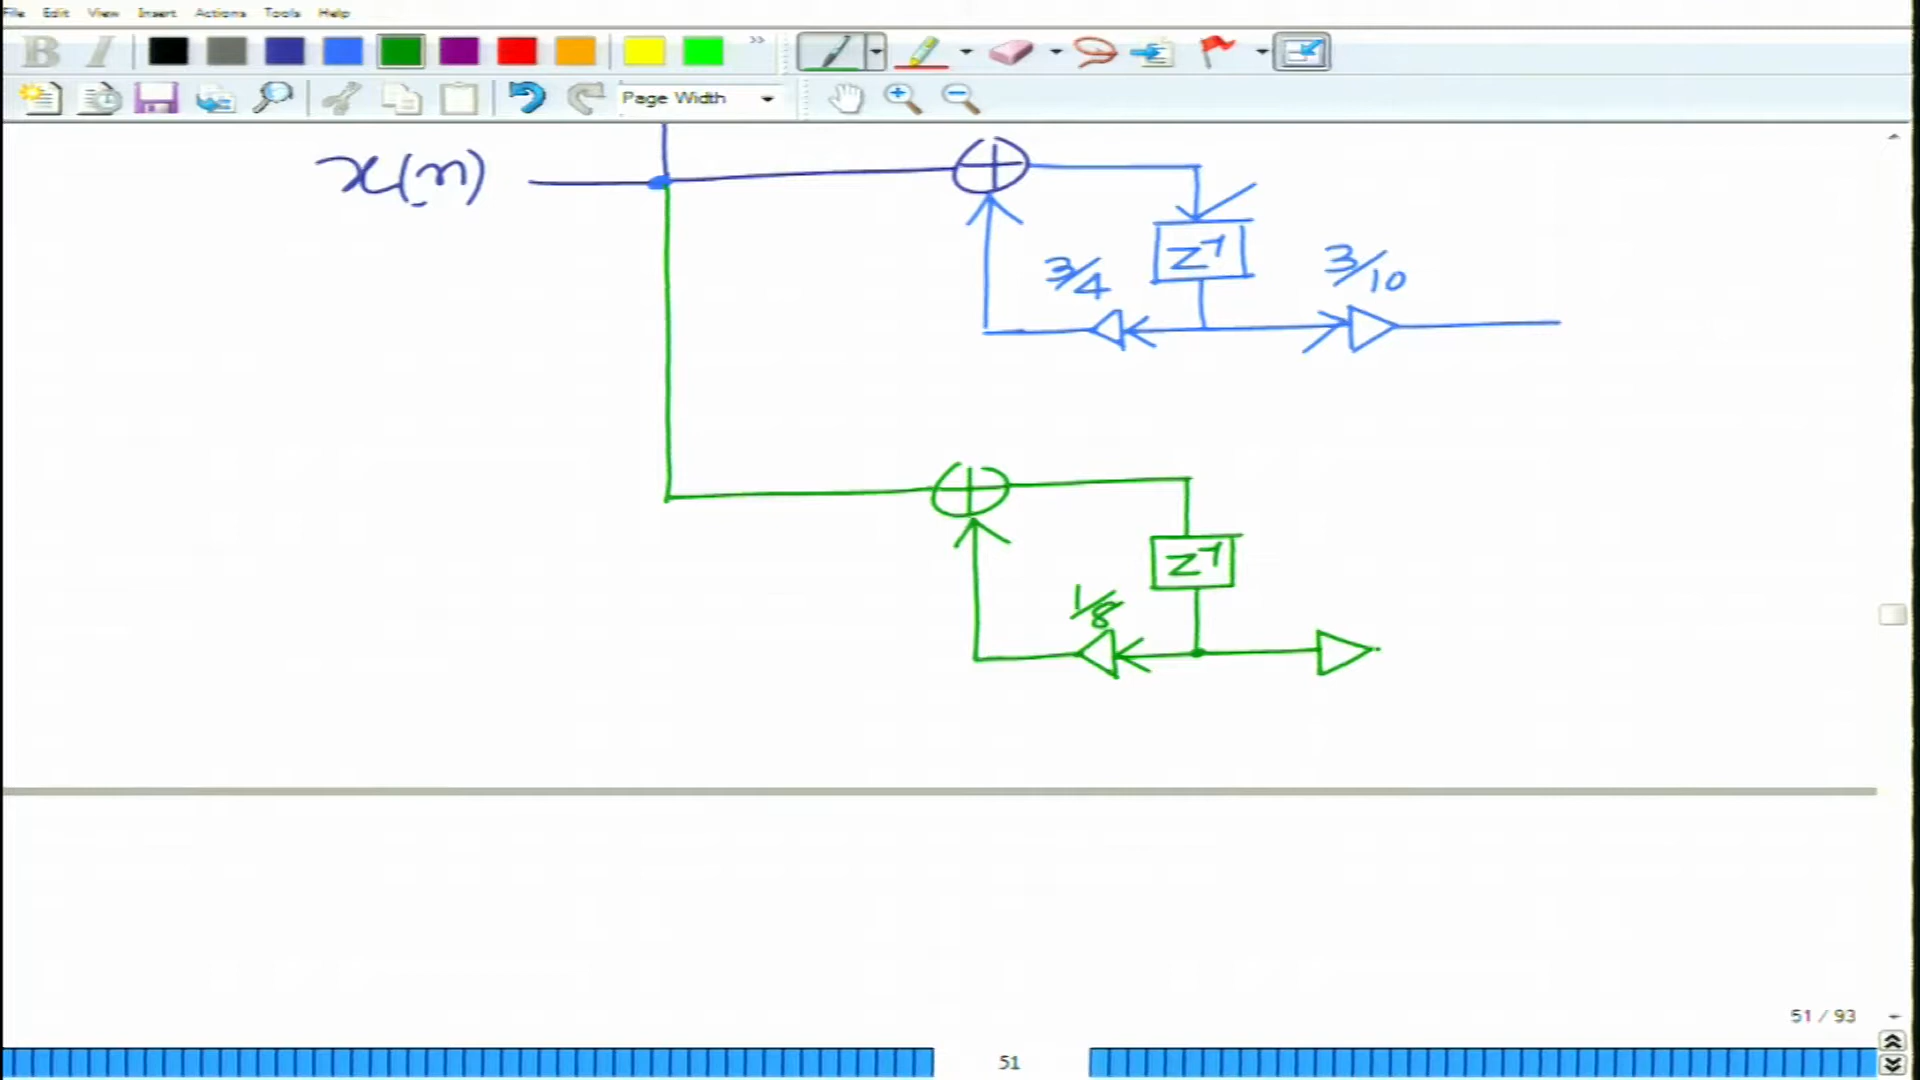 File Edit View Insert Actions Tools Help
B I
Page Width
x(n)
3/4
z⁻¹
3/10
z⁻¹
1/8
51 / 93
51